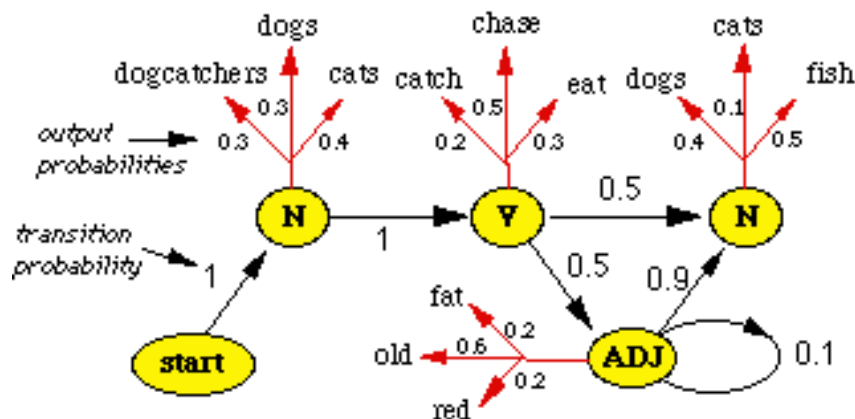 dogs
chase
cats
dogcatchers
cats
catch
eat
dogs
fish
0.3
0.3
0.4
0.5
0.2
0.3
0.1
0.4
0.5
output
probabilities
N
V
N
1
0.5
transition
probability
1
0.5
0.9
fat
0.2
old
0.6
0.2
red
start
ADJ
0.1